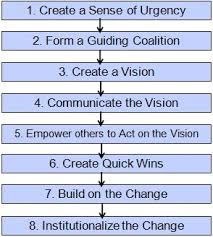 1. Create a Sense of Urgency
2. Form a Guiding Coalition
3. Create a Vision
4. Communicate the Vision
5. Empower others to Act on the Vision
6. Create Quick Wins
7. Build on the Change
8. Institutionalize the Change